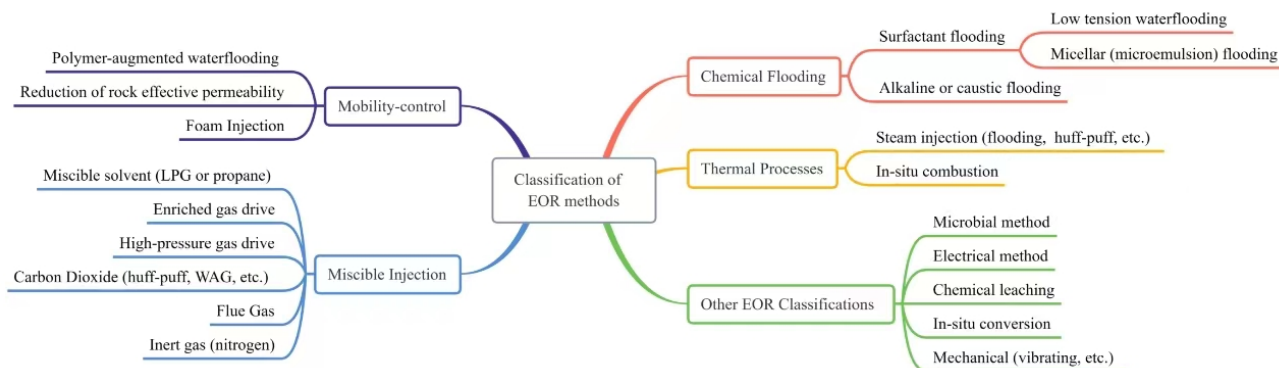 Classification of
EOR methods
Mobility-control
Polymer-augmented waterflooding
Reduction of rock effective permeability
Foam Injection
Miscible Injection
Miscible solvent (LPG or propane)
Enriched gas drive
High-pressure gas drive
Carbon Dioxide (huff-puff, WAG, etc.)
Flue Gas
Inert gas (nitrogen)
Chemical Flooding
Surfactant flooding
Low tension waterflooding
Micellar (microemulsion) flooding
Alkaline or caustic flooding
Thermal Processes
Steam injection (flooding, huff-puff, etc.)
In-situ combustion
Other EOR Classifications
Microbial method
Electrical method
Chemical leaching
In-situ conversion
Mechanical (vibrating, etc.)